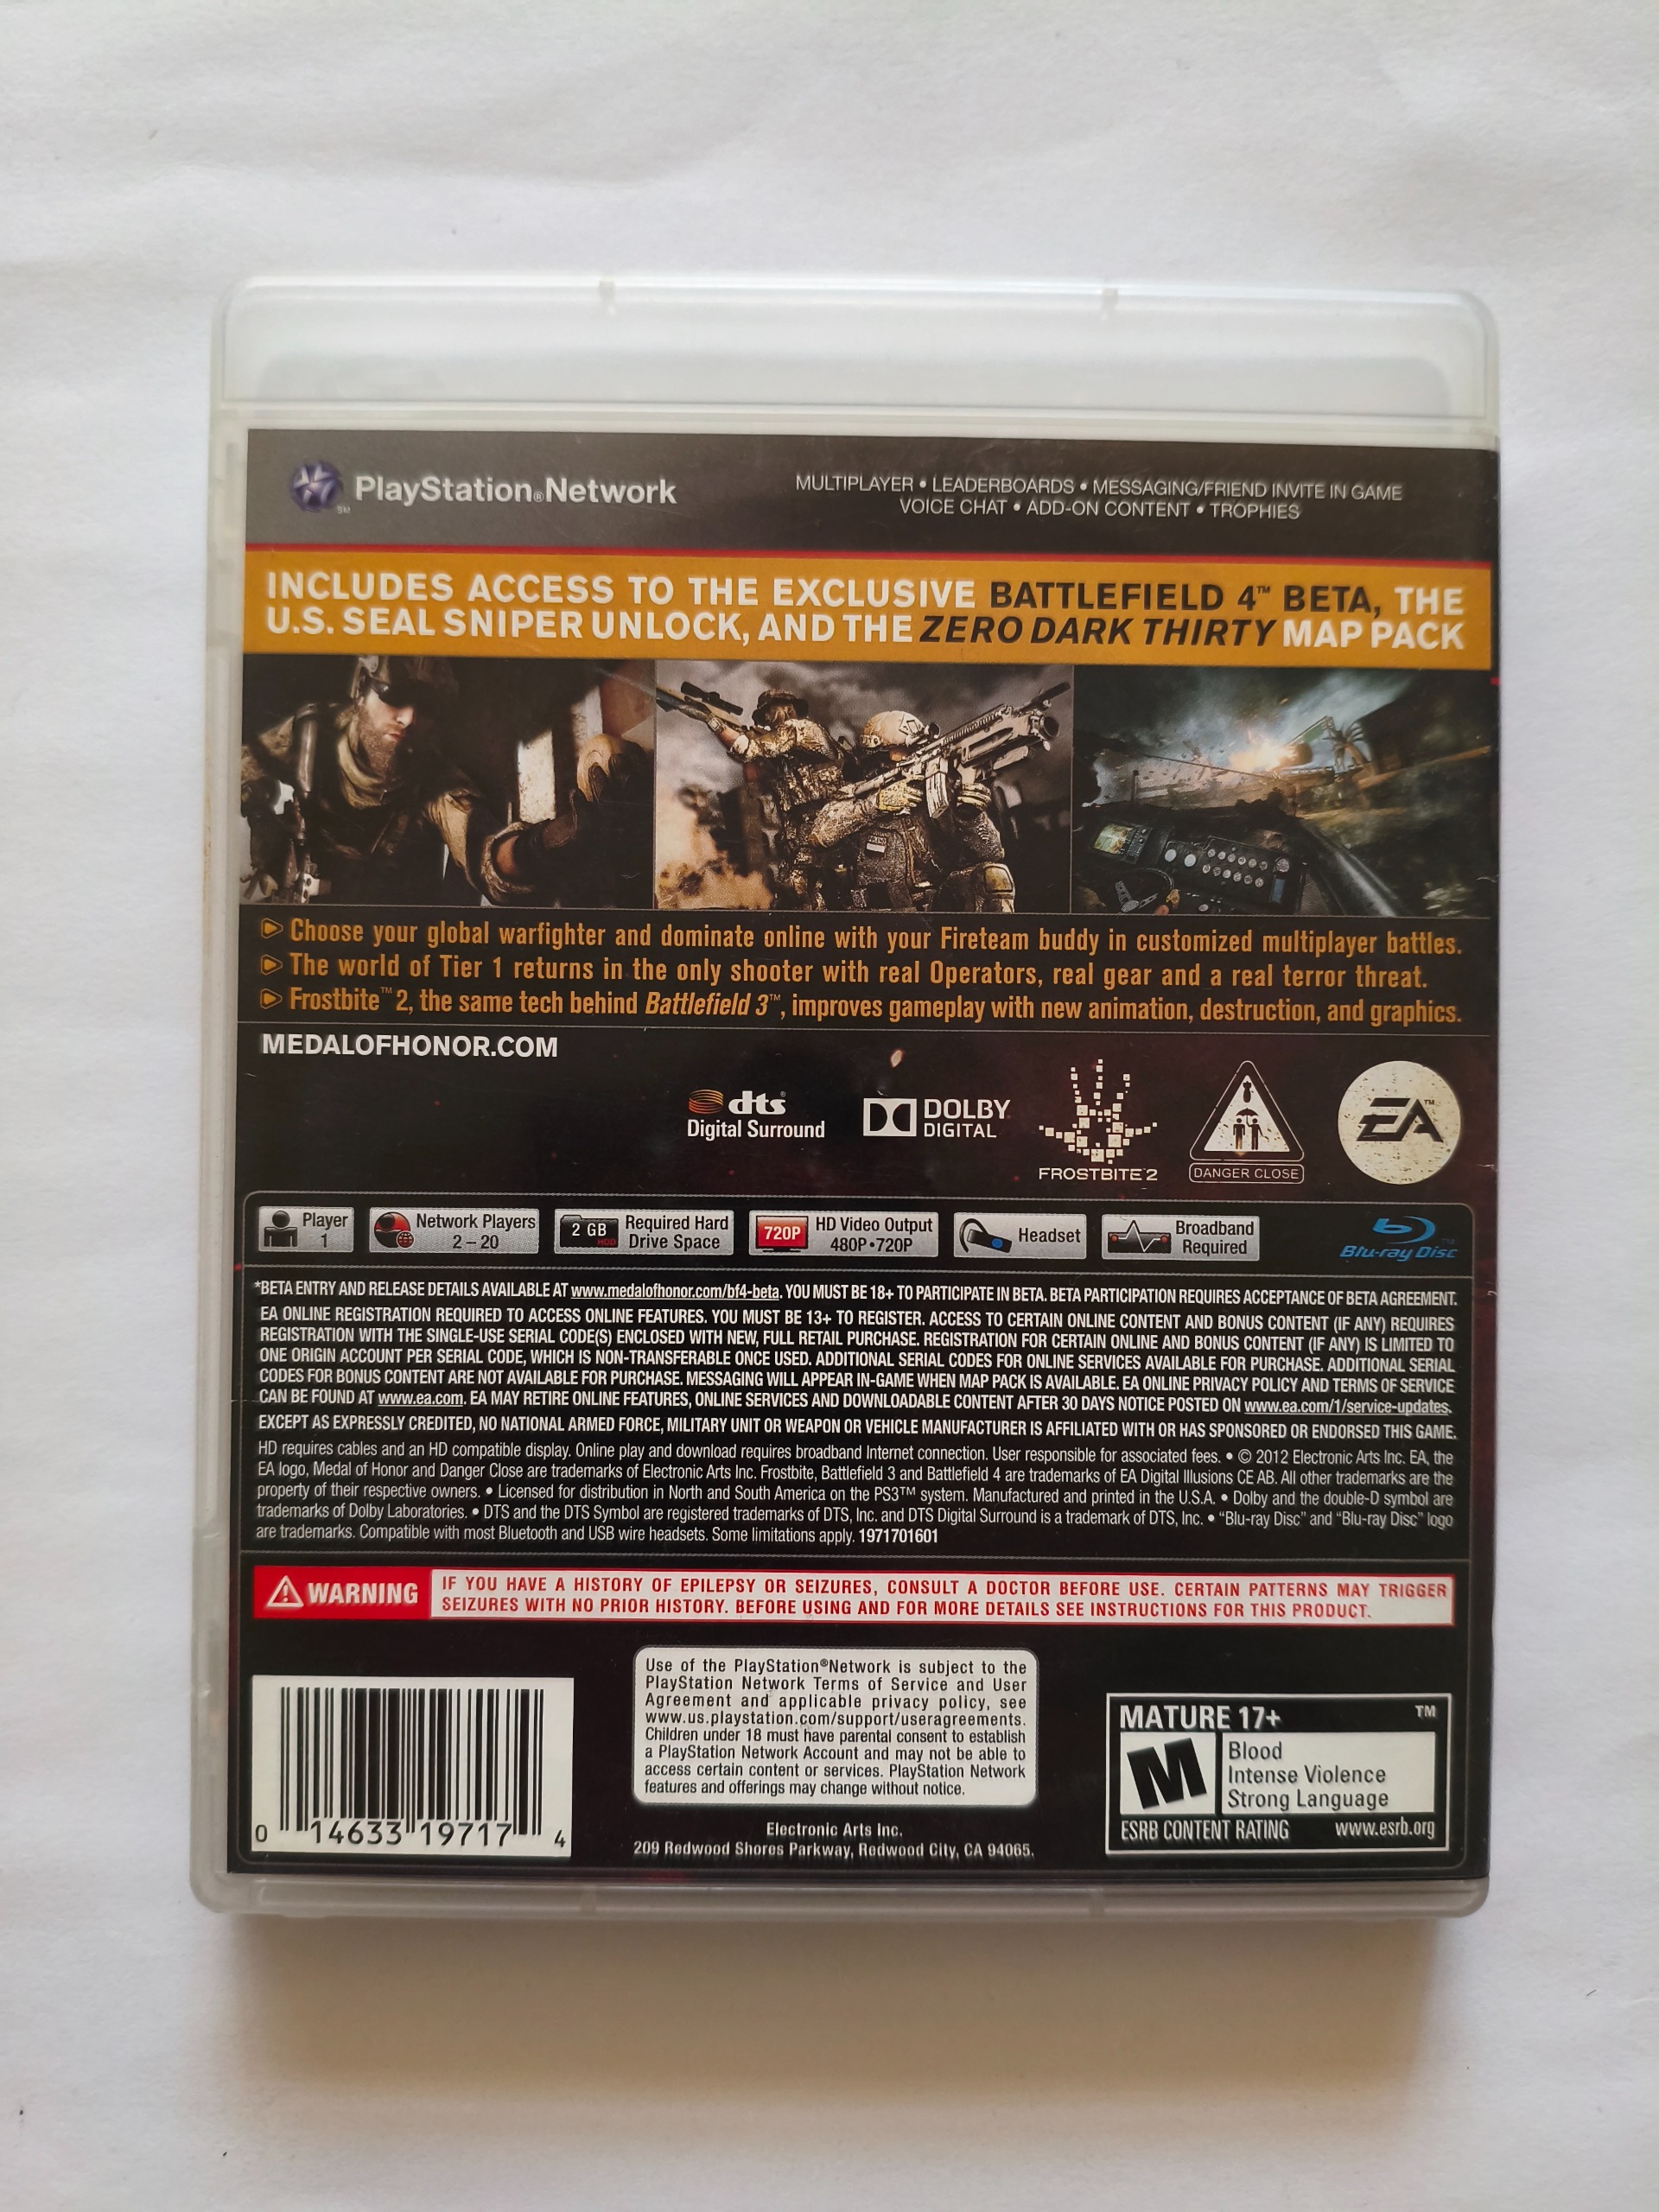 PlayStation®Network
SM
MULTIPLAYER • LEADERBOARDS • MESSAGING/FRIEND INVITE IN GAME
VOICE CHAT • ADD-ON CONTENT • TROPHIES
INCLUDES ACCESS TO THE EXCLUSIVE BATTLEFIELD 4™ BETA, THE
U.S. SEAL SNIPER UNLOCK, AND THE ZERO DARK THIRTY MAP PACK
Choose your global warfighter and dominate online with your Fireteam buddy in customized multiplayer battles.
The world of Tier 1 returns in the only shooter with real Operators, real gear and a real terror threat.
Frostbite™ 2, the same tech behind Battlefield 3™, improves gameplay with new animation, destruction, and graphics.
MEDALOFHONOR.COM
dts
Digital Surround
DOLBY
DIGITAL
FROSTBITE™2
DANGER CLOSE
EA™
Player
1
Network Players
2 – 20
2 GB
HDD
Required Hard
Drive Space
720P
HD Video Output
480P•720P
Headset
Broadband
Required
Blu-ray Disc™
*BETA ENTRY AND RELEASE DETAILS AVAILABLE AT www.medalofhonor.com/bf4-beta. YOU MUST BE 18+ TO PARTICIPATE IN BETA. BETA PARTICIPATION REQUIRES ACCEPTANCE OF BETA AGREEMENT.
EA ONLINE REGISTRATION REQUIRED TO ACCESS ONLINE FEATURES. YOU MUST BE 13+ TO REGISTER. ACCESS TO CERTAIN ONLINE CONTENT AND BONUS CONTENT (IF ANY) REQUIRES
REGISTRATION WITH THE SINGLE-USE SERIAL CODE(S) ENCLOSED WITH NEW, FULL RETAIL PURCHASE. REGISTRATION FOR CERTAIN ONLINE AND BONUS CONTENT (IF ANY) IS LIMITED TO
ONE ORIGIN ACCOUNT PER SERIAL CODE, WHICH IS NON-TRANSFERABLE ONCE USED. ADDITIONAL SERIAL CODES FOR ONLINE SERVICES AVAILABLE FOR PURCHASE. ADDITIONAL SERIAL
CODES FOR BONUS CONTENT ARE NOT AVAILABLE FOR PURCHASE. MESSAGING WILL APPEAR IN-GAME WHEN MAP PACK IS AVAILABLE. EA ONLINE PRIVACY POLICY AND TERMS OF SERVICE
CAN BE FOUND AT www.ea.com. EA MAY RETIRE ONLINE FEATURES, ONLINE SERVICES AND DOWNLOADABLE CONTENT AFTER 30 DAYS NOTICE POSTED ON www.ea.com/1/service-updates.
EXCEPT AS EXPRESSLY CREDITED, NO NATIONAL ARMED FORCE, MILITARY UNIT OR WEAPON OR VEHICLE MANUFACTURER IS AFFILIATED WITH OR HAS SPONSORED OR ENDORSED THIS GAME.
HD requires cables and an HD compatible display. Online play and download requires broadband Internet connection. User responsible for associated fees. • © 2012 Electronic Arts Inc. EA, the
EA logo, Medal of Honor and Danger Close are trademarks of Electronic Arts Inc. Frostbite, Battlefield 3 and Battlefield 4 are trademarks of EA Digital Illusions CE AB. All other trademarks are the
property of their respective owners. • Licensed for distribution in North and South America on the PS3™ system. Manufactured and printed in the U.S.A. • Dolby and the double-D symbol are
trademarks of Dolby Laboratories. • DTS and the DTS Symbol are registered trademarks of DTS, Inc. and DTS Digital Surround is a trademark of DTS, Inc. • “Blu-ray Disc” and “Blu-ray Disc” logo
are trademarks. Compatible with most Bluetooth and USB wire headsets. Some limitations apply. 1971701601
WARNING
IF YOU HAVE A HISTORY OF EPILEPSY OR SEIZURES, CONSULT A DOCTOR BEFORE USE. CERTAIN PATTERNS MAY TRIGGER
SEIZURES WITH NO PRIOR HISTORY. BEFORE USING AND FOR MORE DETAILS SEE INSTRUCTIONS FOR THIS PRODUCT.
0 14633 19717 4
Use of the PlayStation®Network is subject to the
PlayStation Network Terms of Service and User
Agreement and applicable privacy policy, see
www.us.playstation.com/support/useragreements.
Children under 18 must have parental consent to establish
a PlayStation Network Account and may not be able to
access certain content or services. PlayStation Network
features and offerings may change without notice.
Electronic Arts Inc.
209 Redwood Shores Parkway, Redwood City, CA 94065.
MATURE 17+ ™
M
Blood
Intense Violence
Strong Language
ESRB CONTENT RATING www.esrb.org